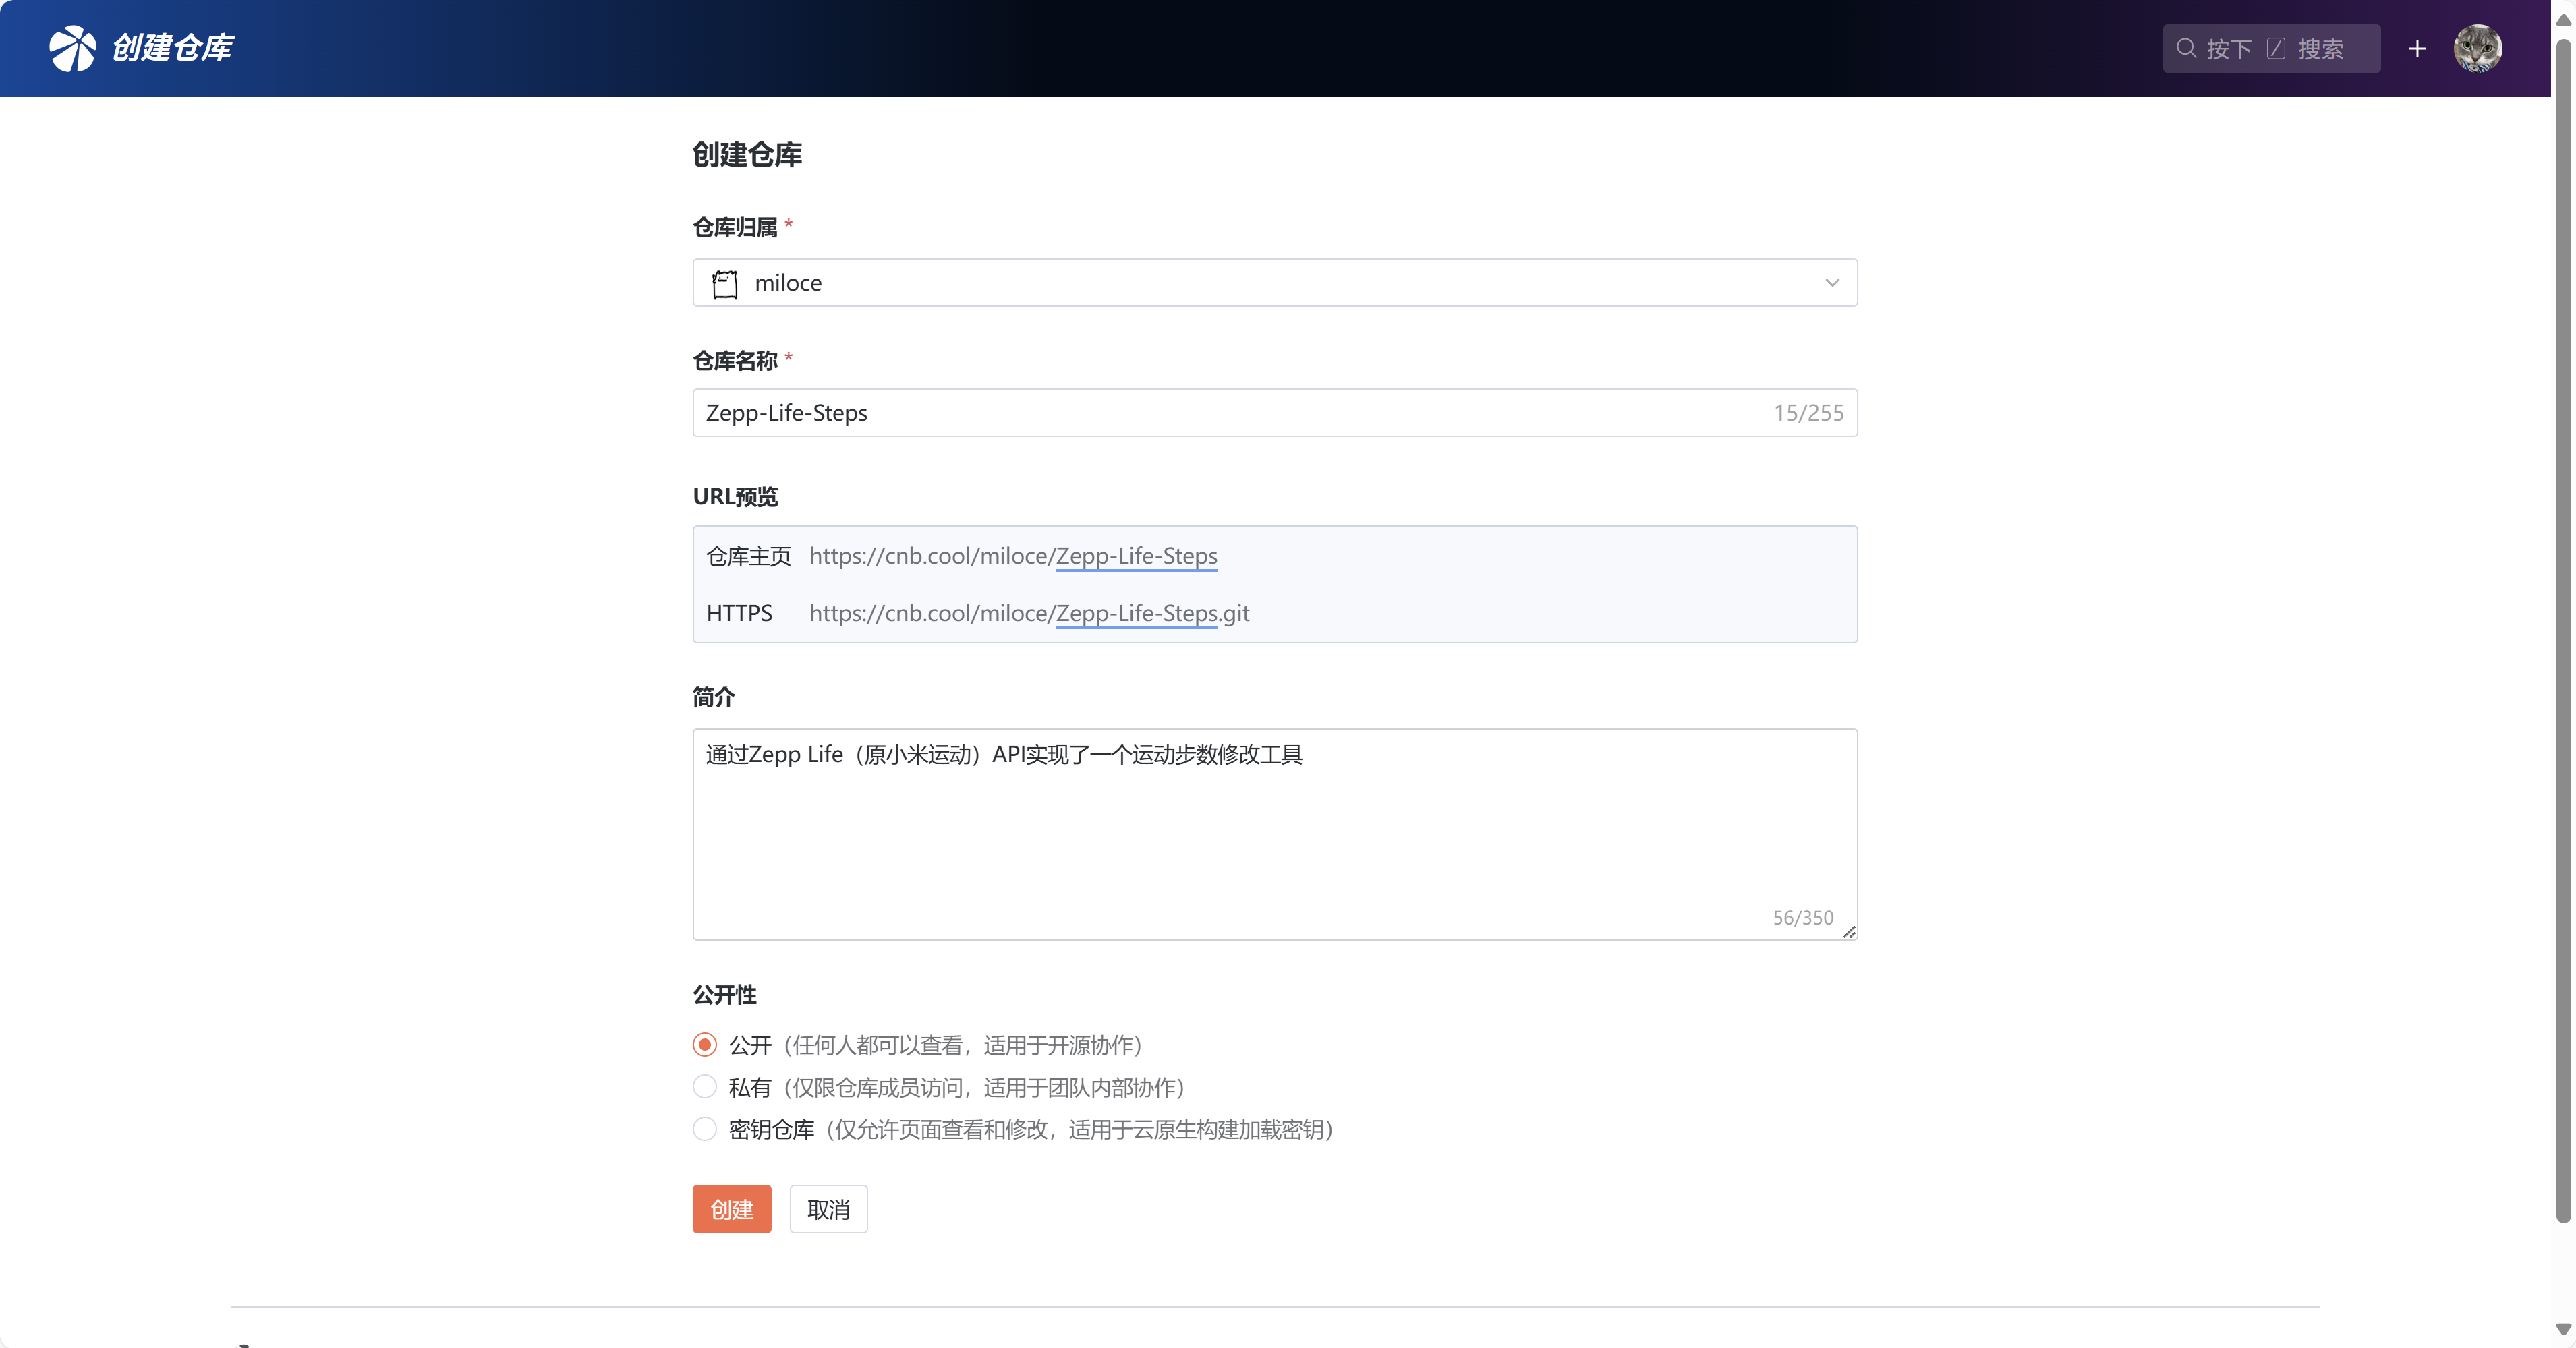 创建仓库
按下 / 搜索
创建仓库
仓库归属 *
miloce
仓库名称 *
Zepp-Life-Steps
15/255
URL预览
仓库主页 https://cnb.cool/miloce/Zepp-Life-Steps
HTTPS https://cnb.cool/miloce/Zepp-Life-Steps.git
简介
通过Zepp Life（原小米运动）API实现了一个运动步数修改工具
56/350
公开性
公开（任何人都可以查看，适用于开源协作）
私有（仅限仓库成员访问，适用于团队内部协作）
密钥仓库（仅允许页面查看和修改，适用于云原生构建加载密钥）
创建 取消